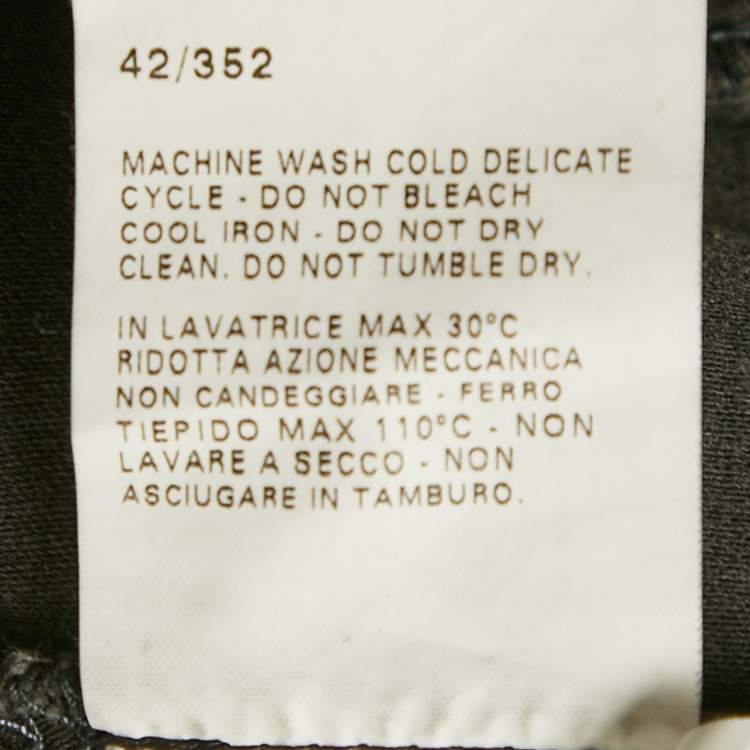 42/352
MACHINE WASH COLD DELICATE
CYCLE - DO NOT BLEACH
COOL IRON - DO NOT DRY
CLEAN. DO NOT TUMBLE DRY.
IN LAVATRICE MAX 30°C
RIDOTTA AZIONE MECCANICA
NON CANDEGGIARE - FERRO
TIEPIDO MAX 110°C - NON
LAVARE A SECCO - NON
ASCIUGARE IN TAMBURO.